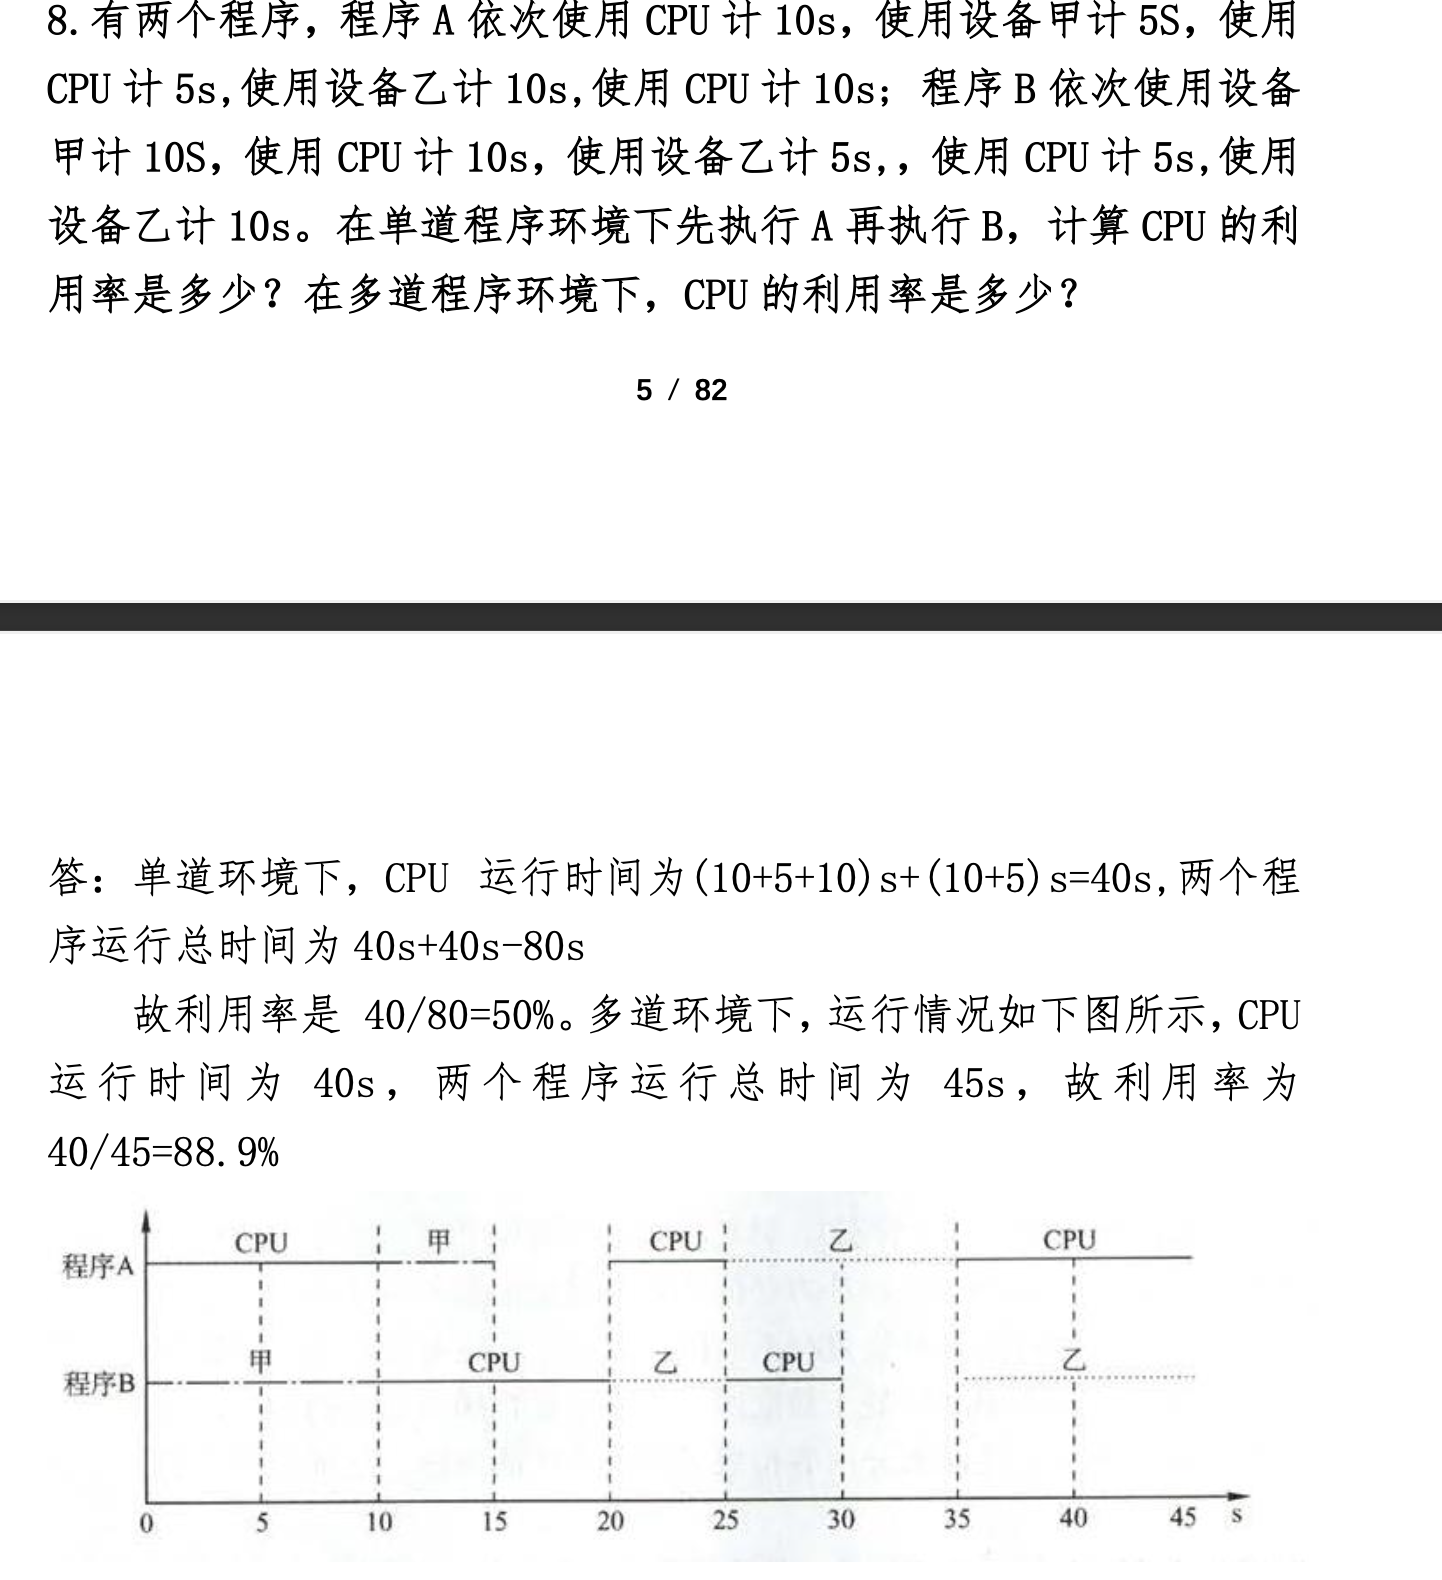 8.有两个程序，程序 A 依次使用 CPU 计 10s，使用设备甲计 5S，使用
CPU 计 5s,使用设备乙计 10s,使用 CPU 计 10s；程序 B 依次使用设备
甲计 10S，使用 CPU 计 10s，使用设备乙计 5s,，使用 CPU 计 5s,使用
设备乙计 10s。在单道程序环境下先执行 A 再执行 B，计算 CPU 的利
用率是多少？在多道程序环境下，CPU 的利用率是多少？
5 / 82
答：单道环境下，CPU 运行时间为(10+5+10)s+(10+5)s=40s,两个程
序运行总时间为 40s+40s-80s
故利用率是 40/80=50%。多道环境下，运行情况如下图所示，CPU
运行时间为 40s，两个程序运行总时间为 45s，故利用率为
40/45=88.9%
CPU 甲 CPU 乙 CPU
程序A
甲 CPU 乙 CPU 乙
程序B
0 5 10 15 20 25 30 35 40 45 s